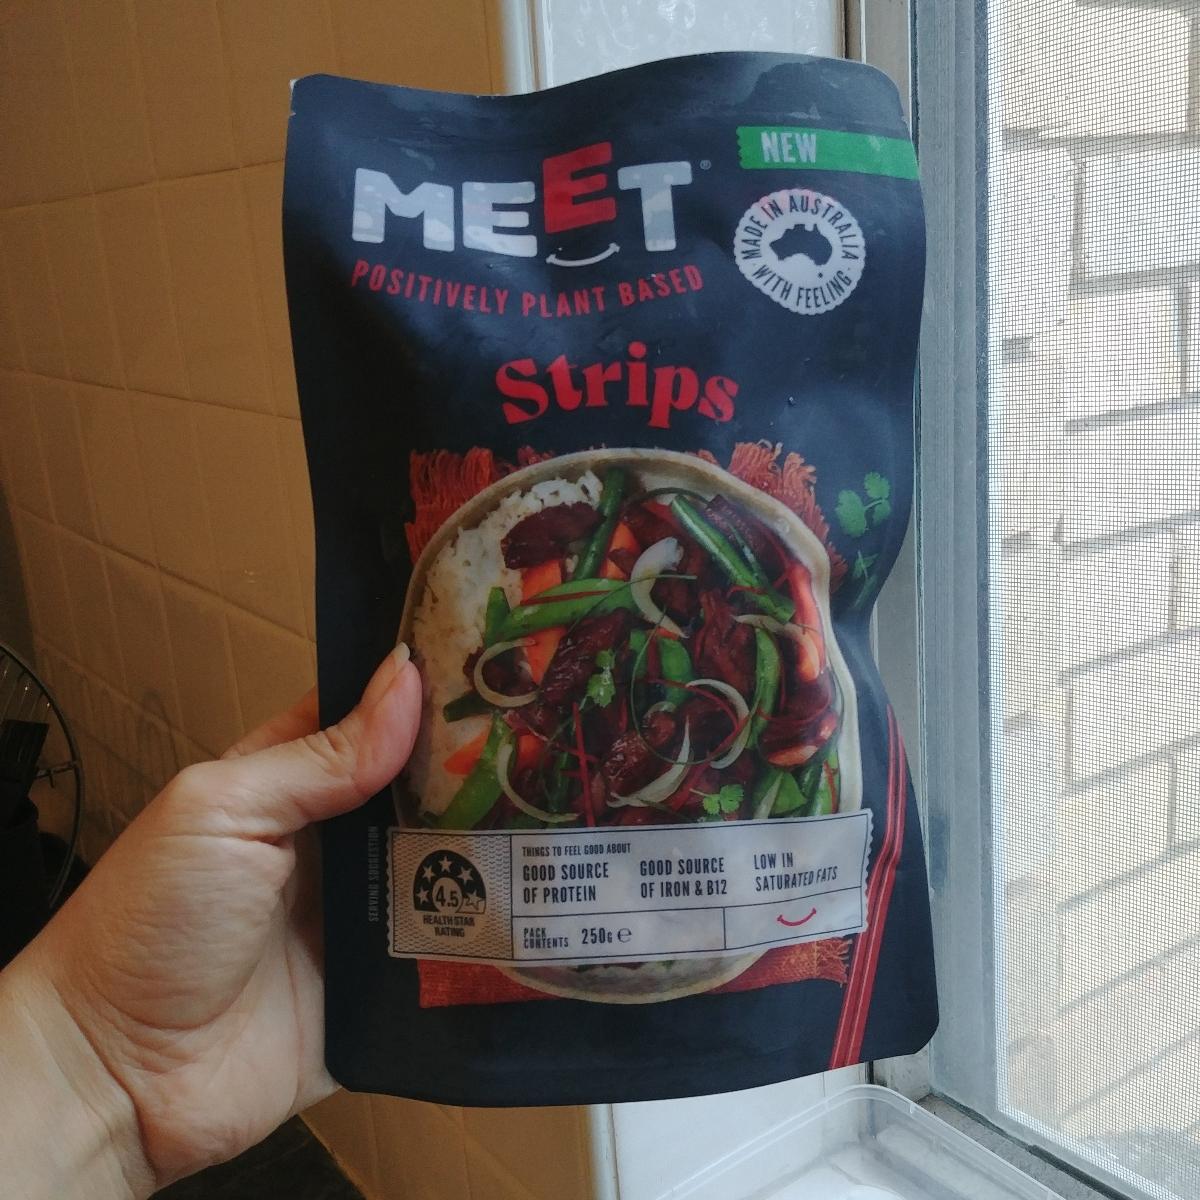 NEW
MEET®
POSITIVELY PLANT BASED
MADE IN AUSTRALIA
WITH FEELING
Strips
SERVING SUGGESTION
4.5
HEALTH STAR
RATING
THINGS TO FEEL GOOD ABOUT
GOOD SOURCE
OF PROTEIN
GOOD SOURCE
OF IRON & B12
LOW IN
SATURATED FATS
PACK
CONTENTS
250G e